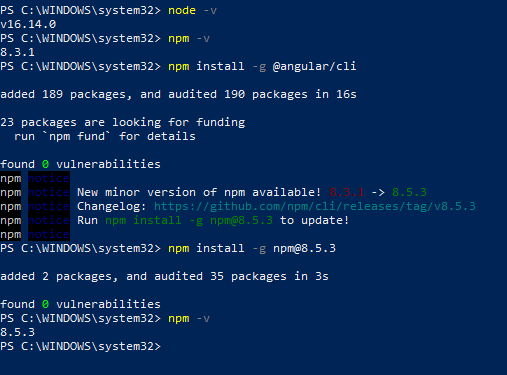 PS C:\WINDOWS\system32> node -v
v16.14.0
PS C:\WINDOWS\system32> npm -v
8.3.1
PS C:\WINDOWS\system32> npm install -g @angular/cli
added 189 packages, and audited 190 packages in 16s
23 packages are looking for funding
  run `npm fund` for details
found 0 vulnerabilities
npm notice
npm notice New minor version of npm available! 8.3.1 -> 8.5.3
npm notice Changelog: https://github.com/npm/cli/releases/tag/v8.5.3
npm notice Run npm install -g npm@8.5.3 to update!
npm notice
PS C:\WINDOWS\system32> npm install -g npm@8.5.3
added 2 packages, and audited 35 packages in 3s
found 0 vulnerabilities
PS C:\WINDOWS\system32> npm -v
8.5.3
PS C:\WINDOWS\system32>